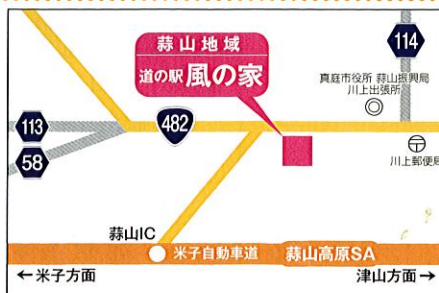 蒜山地域
道の駅 風の家
114
真庭市役所 蒜山振興局
川上出張所
113
482
58
川上郵便局
蒜山IC
米子自動車道
蒜山高原SA
←米子方面
津山方面→